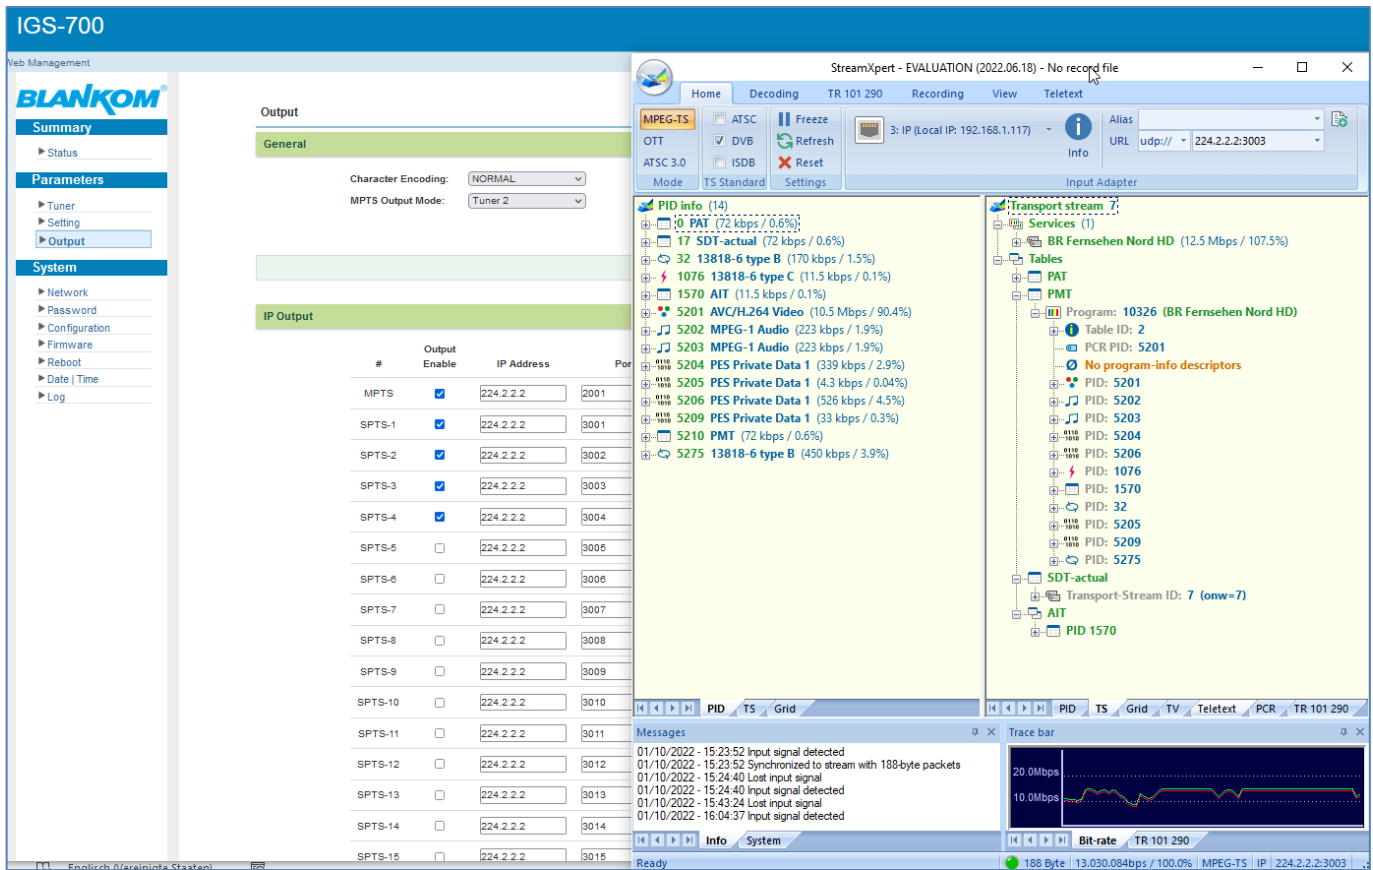 IGS-700
Web Management
BLANKOM
Summary
Status
Parameters
Tuner
Setting
Output
System
Network
Password
Configuration
Firmware
Reboot
Date | Time
Log
Output
General
Character Encoding: NORMAL
MPTS Output Mode: Tuner 2
IP Output
# Output Enable IP Address Por
MPTS 224.2.2.2 2001
SPTS-1 224.2.2.2 3001
SPTS-2 224.2.2.2 3002
SPTS-3 224.2.2.2 3003
SPTS-4 224.2.2.2 3004
SPTS-5 224.2.2.2 3005
SPTS-6 224.2.2.2 3006
SPTS-7 224.2.2.2 3007
SPTS-8 224.2.2.2 3008
SPTS-9 224.2.2.2 3009
SPTS-10 224.2.2.2 3010
SPTS-11 224.2.2.2 3011
SPTS-12 224.2.2.2 3012
SPTS-13 224.2.2.2 3013
SPTS-14 224.2.2.2 3014
SPTS-15 224.2.2.2 3015
Englisch (Vereinigte Staaten)
StreamXpert - EVALUATION (2022.06.18) - No record file
Home Decoding TR 101 290 Recording View Teletext
MPEG-TS ATSC Freeze 3: IP (Local IP: 192.168.1.117) Alias
OTT DVB Refresh URL udp:// 224.2.2.2:3003
ATSC 3.0 ISDB Reset Info
Mode TS Standard Settings Input Adapter
PID info (14)
0 PAT (72 kbps / 0.6%)
17 SDT-actual (72 kbps / 0.6%)
32 13818-6 type B (170 kbps / 1.5%)
1076 13818-6 type C (11.5 kbps / 0.1%)
1570 AIT (11.5 kbps / 0.1%)
5201 AVC/H.264 Video (10.5 Mbps / 90.4%)
5202 MPEG-1 Audio (223 kbps / 1.9%)
5203 MPEG-1 Audio (223 kbps / 1.9%)
5204 PES Private Data 1 (339 kbps / 2.9%)
5205 PES Private Data 1 (4.3 kbps / 0.04%)
5206 PES Private Data 1 (526 kbps / 4.5%)
5209 PES Private Data 1 (33 kbps / 0.3%)
5210 PMT (72 kbps / 0.6%)
5275 13818-6 type B (450 kbps / 3.9%)
PID TS Grid
Transport stream 7
Services (1)
BR Fernsehen Nord HD (12.5 Mbps / 107.5%)
Tables
PAT
PMT
Program: 10326 (BR Fernsehen Nord HD)
Table ID: 2
PCR PID: 5201
No program-info descriptors
PID: 5201
PID: 5202
PID: 5203
PID: 5204
PID: 5206
PID: 1076
PID: 1570
PID: 32
PID: 5205
PID: 5209
PID: 5275
SDT-actual
Transport-Stream ID: 7 (onw=7)
AIT
PID 1570
PID TS Grid TV Teletext PCR TR 101 290
Messages
01/10/2022 - 15:23:52 Input signal detected
01/10/2022 - 15:23:52 Synchronized to stream with 188-byte packets
01/10/2022 - 15:24:40 Lost input signal
01/10/2022 - 15:24:40 Input signal detected
01/10/2022 - 15:43:24 Lost input signal
01/10/2022 - 16:04:37 Input signal detected
Info System
Trace bar
20.0Mbps
10.0Mbps
Bit-rate TR 101 290
Ready
188 Byte 13.030.084bps / 100.0% MPEG-TS IP 224.2.2.2:3003